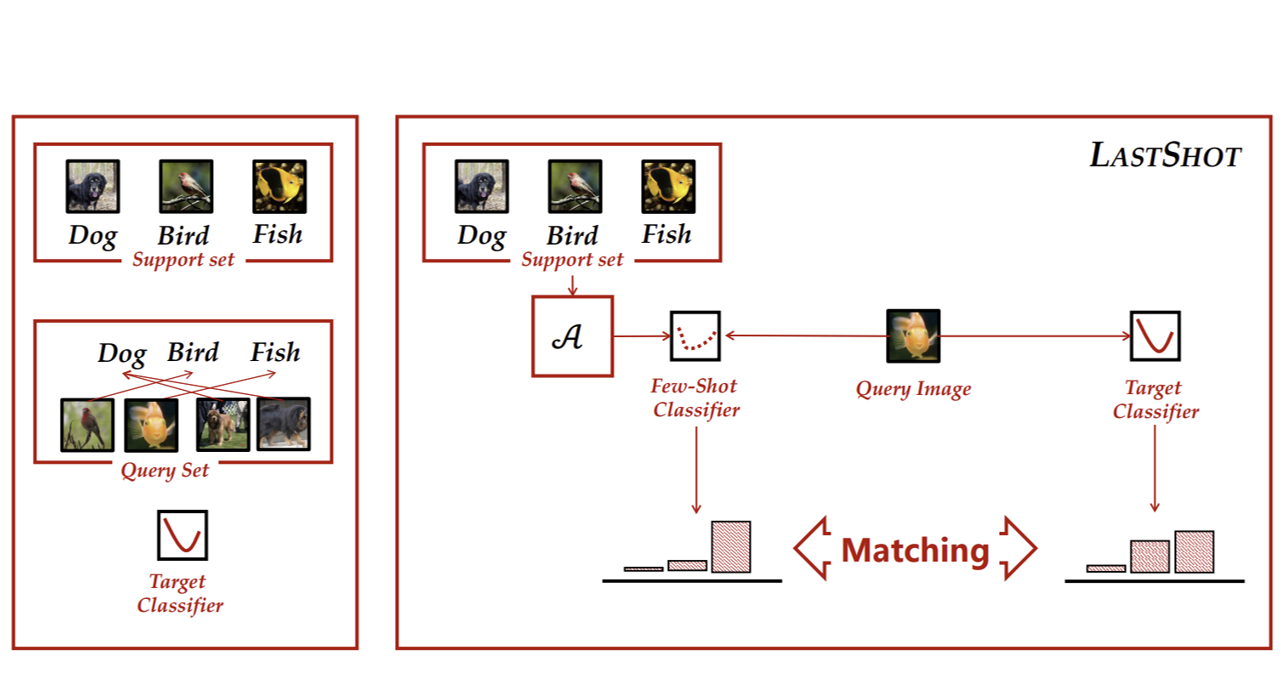 Dog Bird Fish
Support set
Dog Bird Fish
Query Set
Target
Classifier
LASTSHOT
Dog Bird Fish
Support set
𝒜
Few-Shot
Classifier
Query Image
Target
Classifier
Matching